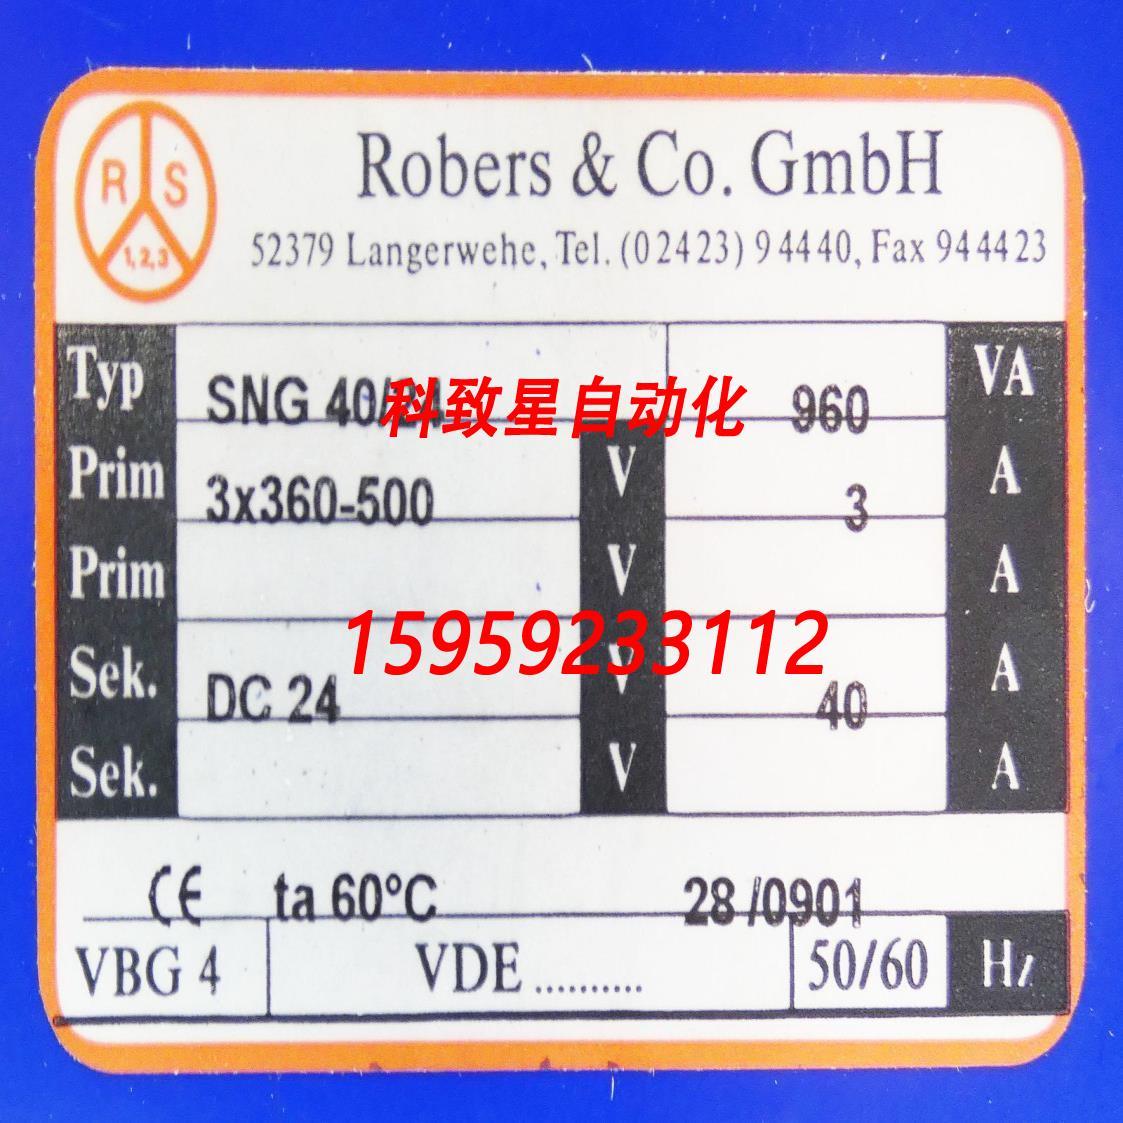 R S
1,2,3
Robers & Co. GmbH
52379 Langerwehe, Tel. (02423) 94440, Fax 944423
Typ SNG 40/ 960 VA
科致星自动化
Prim 3x360-500 V 3 A
Prim V A
15959233112
Sek. DC 24 V 40 A
Sek. V A
CE ta 60°C 28 /0901
VBG 4 VDE .......... 50/60 Hz